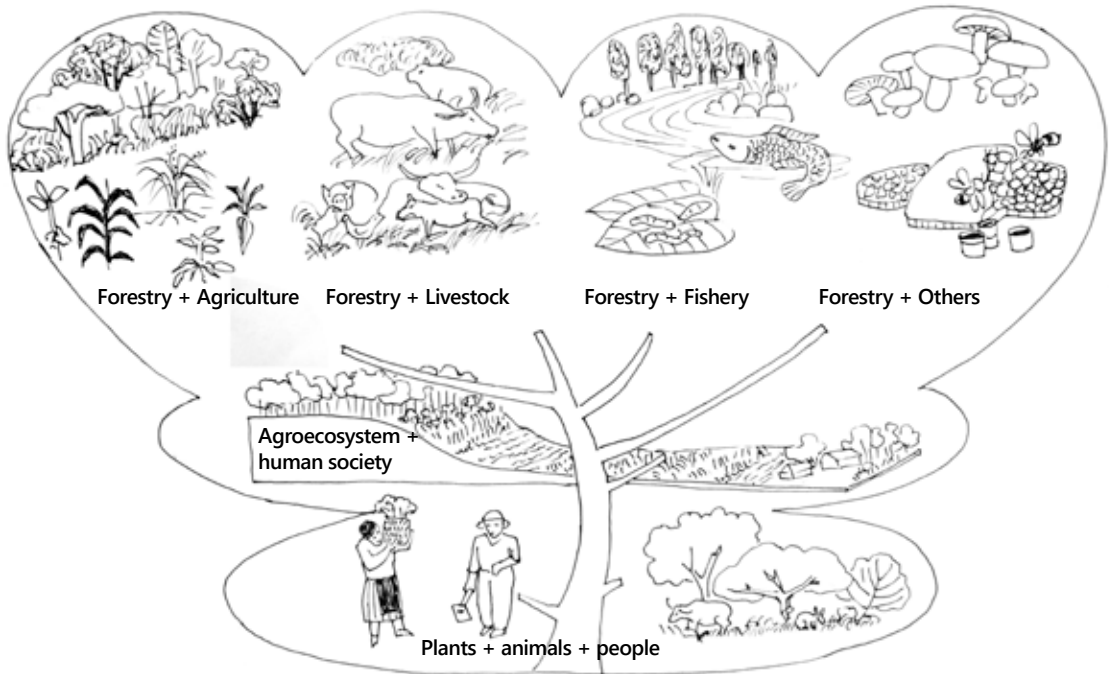 Forestry + Agriculture
Forestry + Livestock
Forestry + Fishery
Forestry + Others
Agroecosystem +
human society
Plants + animals + people